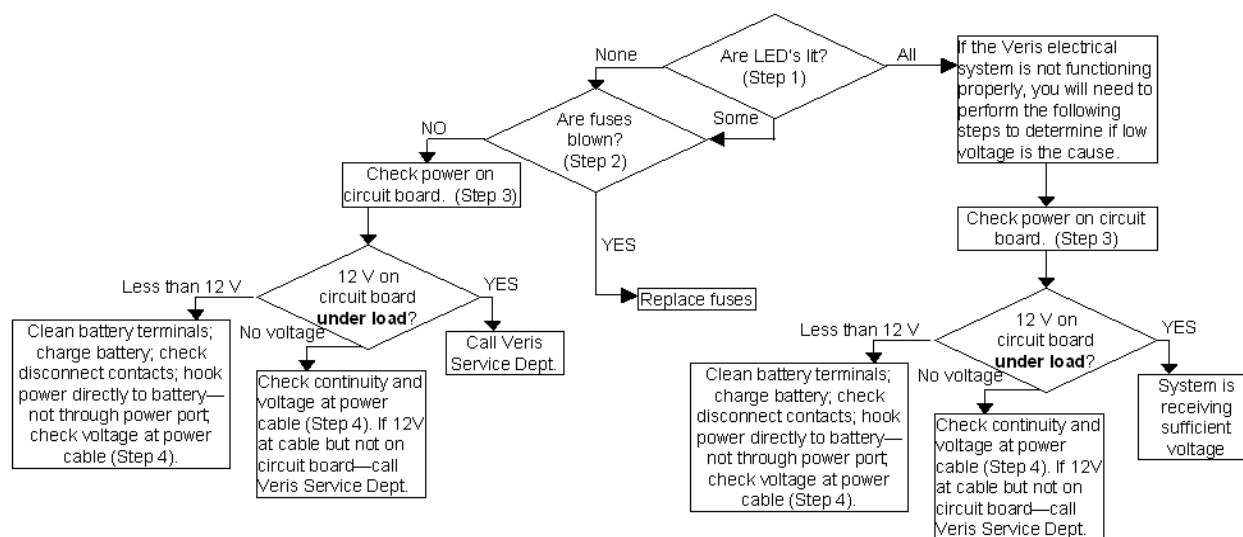 Are LED's lit?
(Step 1)
None
All
Some
If the Veris electrical
system is not functioning
properly, you will need to
perform the following
steps to determine if low
voltage is the cause.
Are fuses
blown?
(Step 2)
NO
YES
Replace fuses
Check power on
circuit board. (Step 3)
12 V on
circuit board
under load?
Less than 12 V
No voltage
YES
Clean battery terminals;
charge battery; check
disconnect contacts; hook
power directly to battery—
not through power port;
check voltage at power
cable (Step 4).
Check continuity and
voltage at power
cable (Step 4). If 12V
at cable but not on
circuit board—call
Veris Service Dept.
Call Veris
Service Dept.
Check power on circuit
board. (Step 3)
12 V on
circuit board
under load?
Less than 12 V
No voltage
YES
Clean battery terminals;
charge battery; check
disconnect contacts; hook
power directly to battery—
not through power port;
check voltage at power
cable (Step 4).
Check continuity and
voltage at power
cable (Step 4). If 12V
at cable but not on
circuit board—call
Veris Service Dept.
System is
receiving
sufficient
voltage